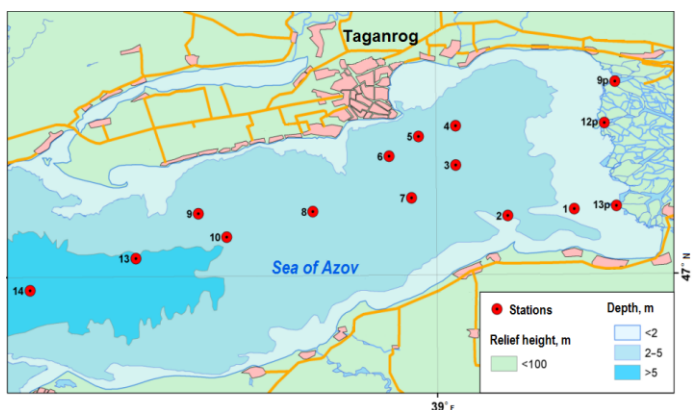 Taganrog
9p
12p
4
5
6
3
7
13p
1
2
8
9
10
13
Sea of Azov
14
47° N
Stations
Relief height, m
<100
Depth, m
<2
2–5
>5
39° E